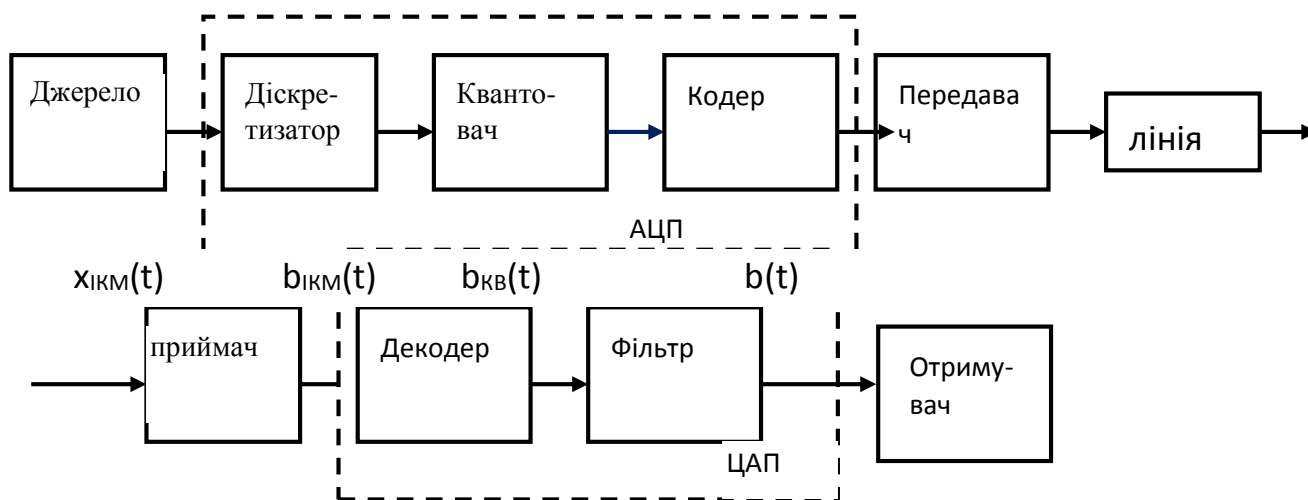 Джерело
Діскре-
тизатор
Кванто-
вач
Кодер
Передава
ч
лінія
АЦП
xІКМ(t) bІКМ(t) bКВ(t) b(t)
приймач
Декодер
Фільтр
Отриму-
вач
ЦАП